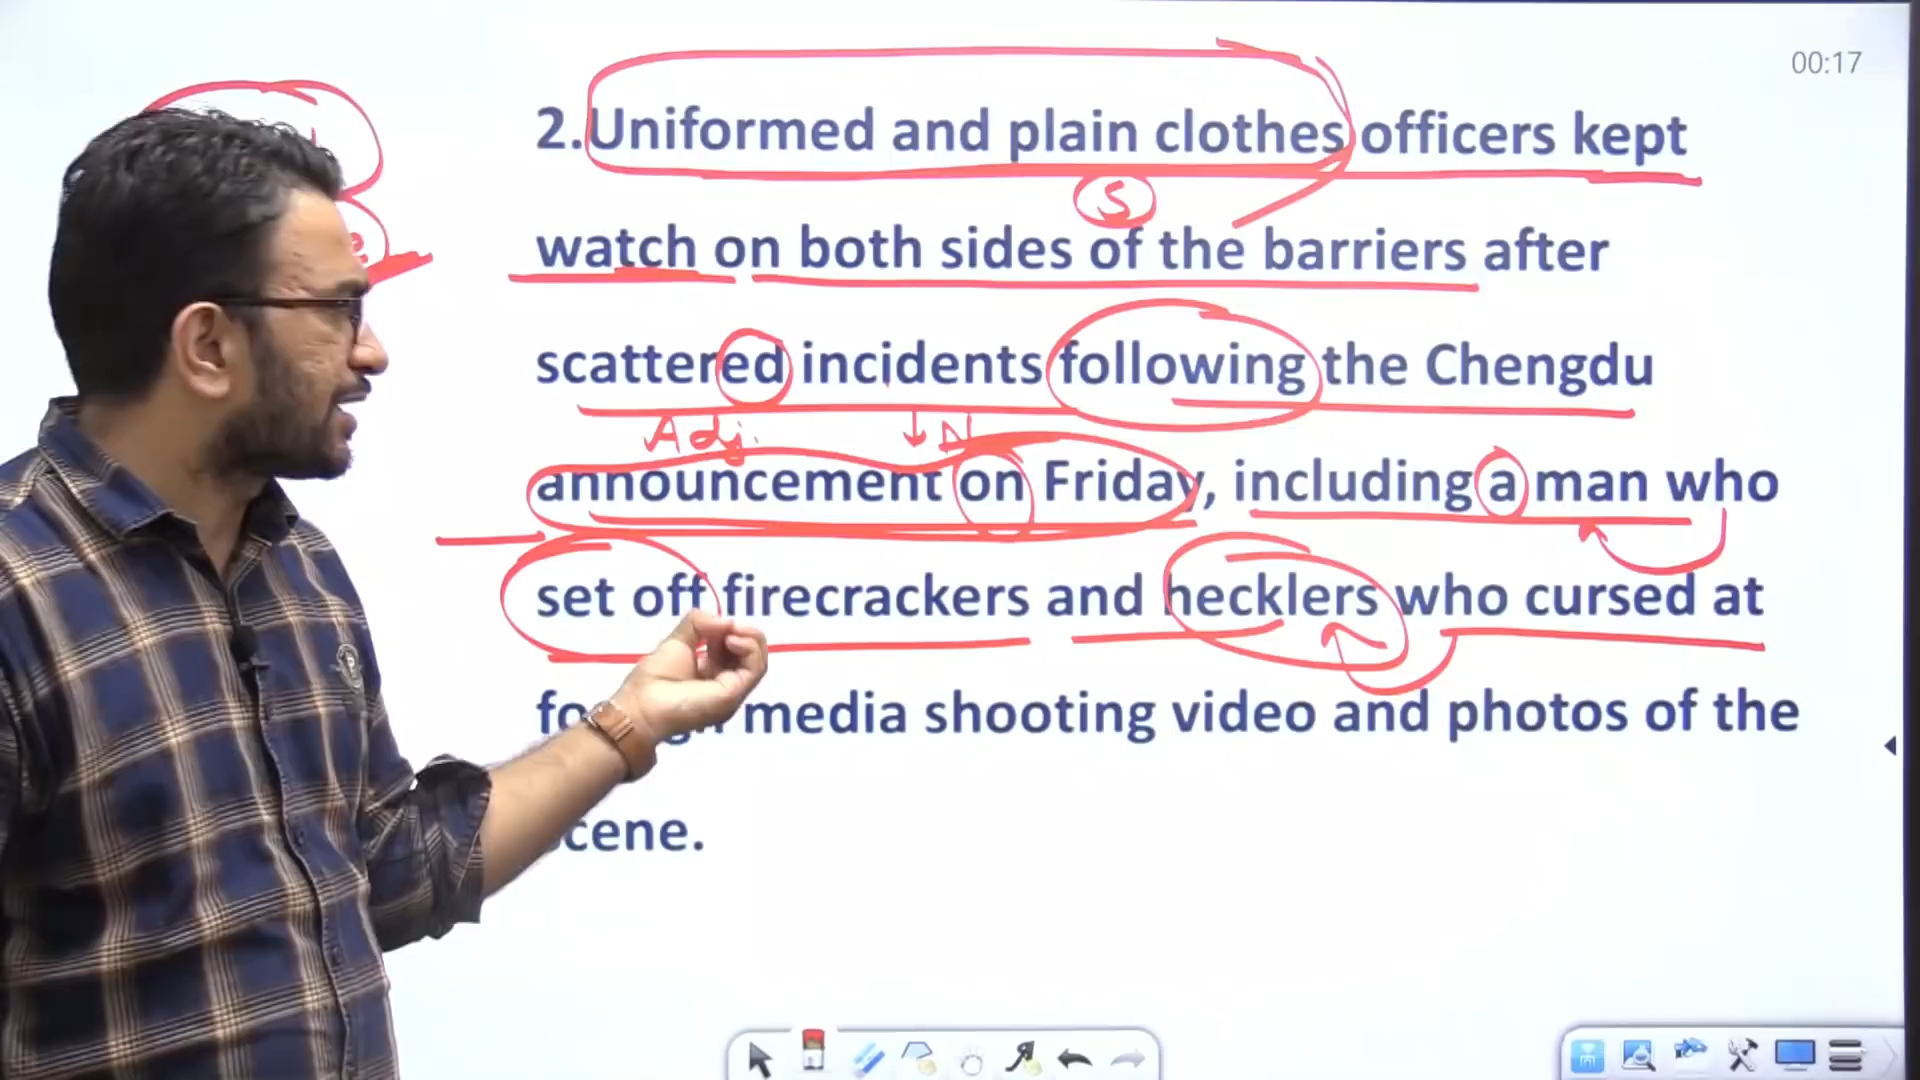 00:17
2.Uniformed and plain clothes officers kept
S
watch on both sides of the barriers after
scattered incidents following the Chengdu
Adj. N
announcement on Friday, including a man who
set off firecrackers and hecklers who cursed at
media shooting video and photos of the